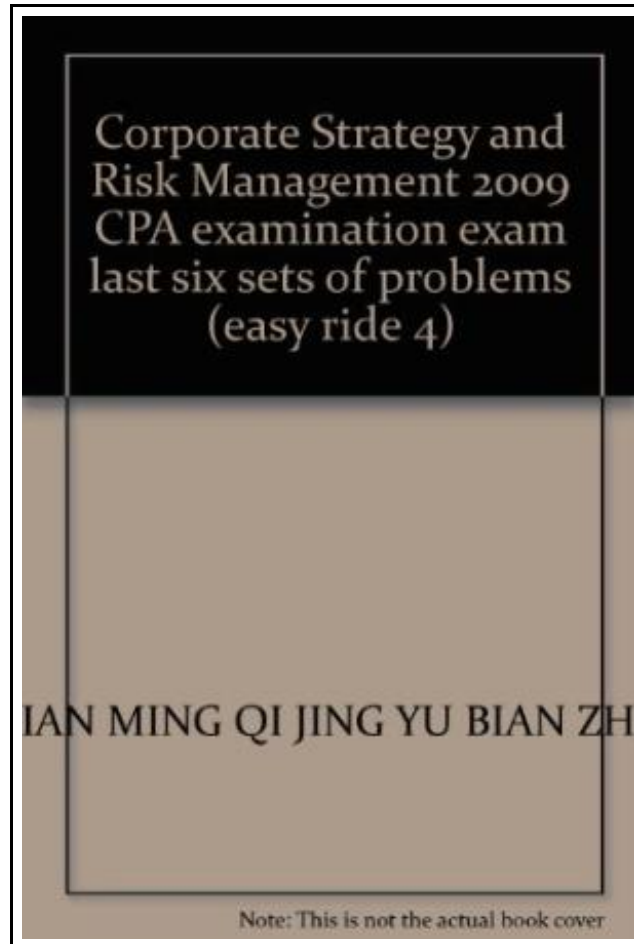 Corporate Strategy and
Risk Management 2009
CPA examination exam
last six sets of problems
(easy ride 4)
IAN MING QI JING YU BIAN ZH
Note: This is not the actual book cover